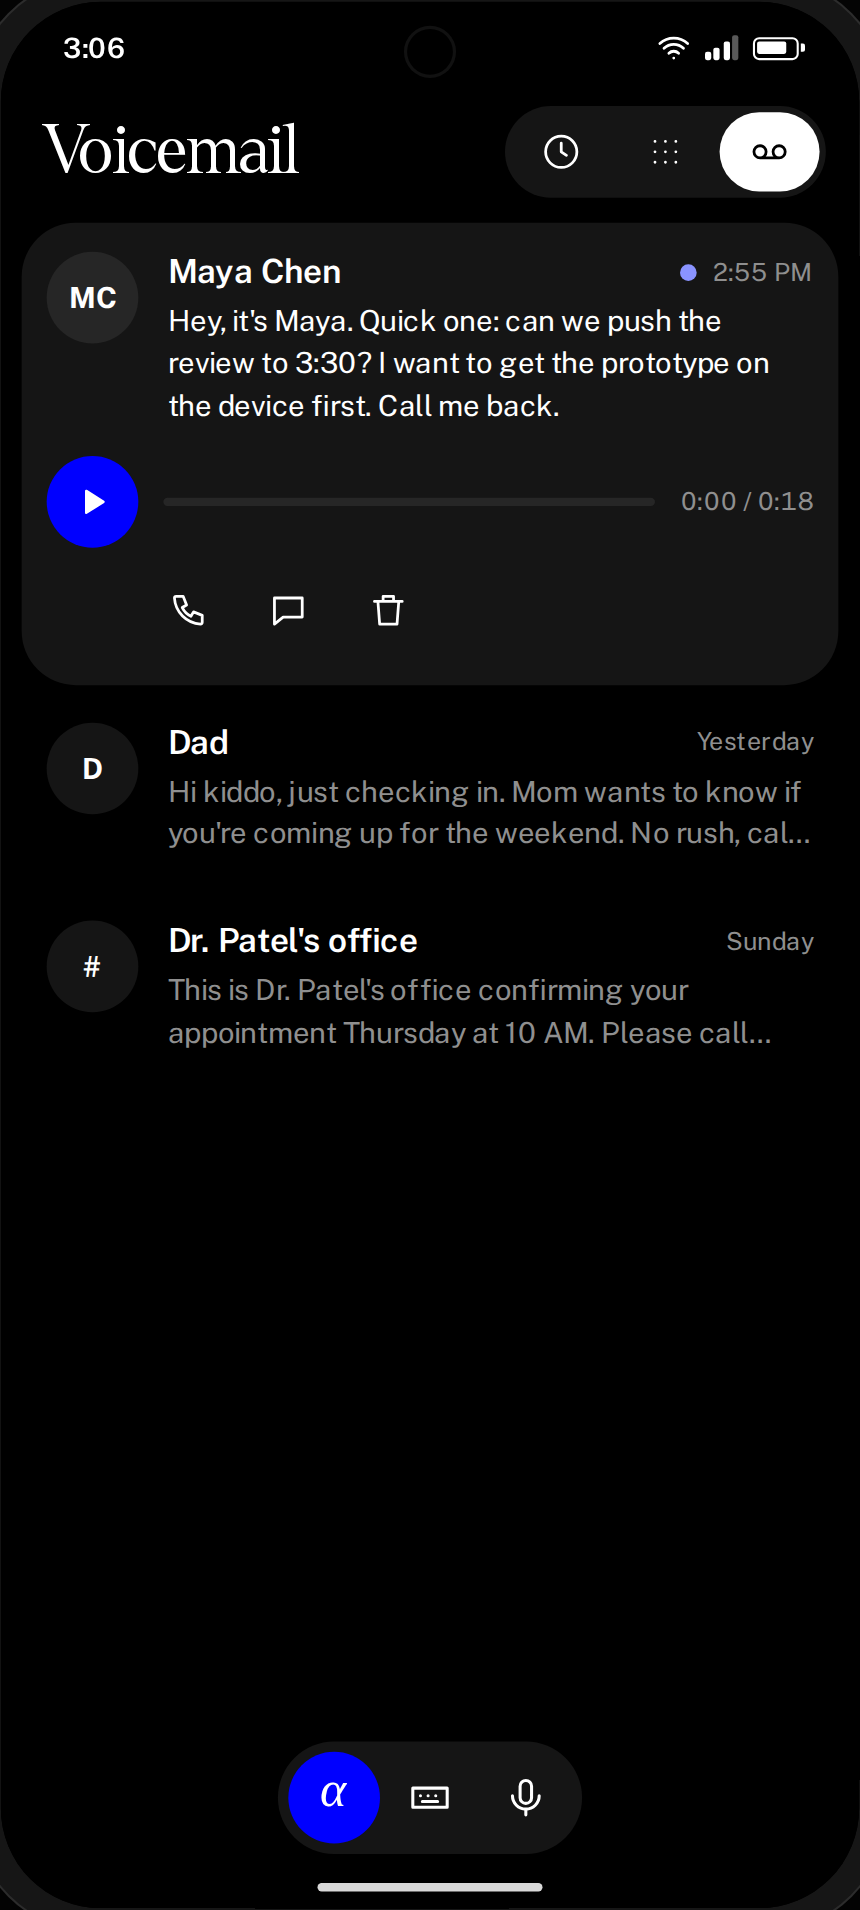 3:06
Voicemail
MC
Maya Chen
2:55 PM
Hey, it's Maya. Quick one: can we push the
review to 3:30? I want to get the prototype on
the device first. Call me back.
0:00 / 0:18
D
Dad
Yesterday
Hi kiddo, just checking in. Mom wants to know if
you're coming up for the weekend. No rush, cal...
#
Dr. Patel's office
Sunday
This is Dr. Patel's office confirming your
appointment Thursday at 10 AM. Please call...
α